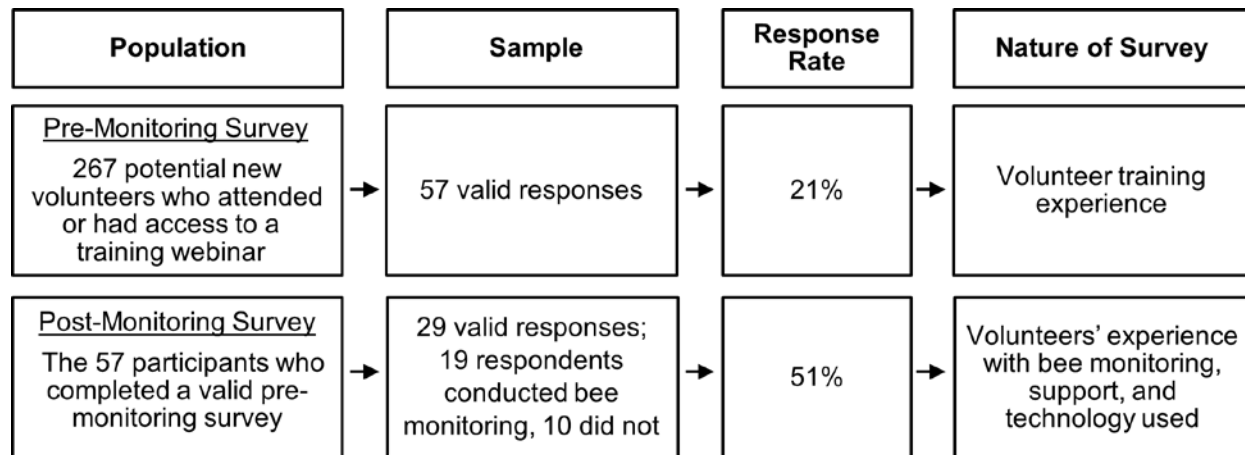 Population
Sample
Response
Rate
Nature of Survey
Pre-Monitoring Survey
267 potential new
volunteers who attended
or had access to a
training webinar
57 valid responses
21%
Volunteer training
experience
Post-Monitoring Survey
The 57 participants who
completed a valid pre-
monitoring survey
29 valid responses;
19 respondents
conducted bee
monitoring, 10 did not
51%
Volunteers’ experience
with bee monitoring,
support, and
technology used